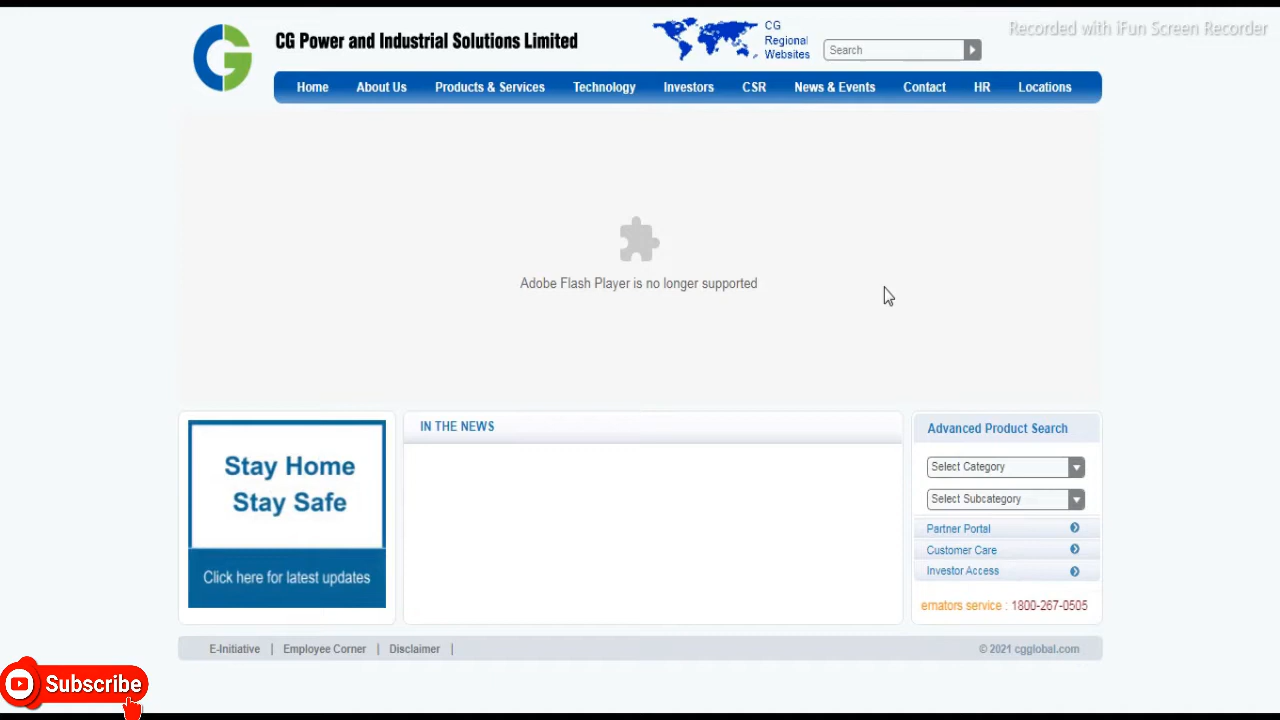 Recorded with iFun Screen Recorder
CG Power and Industrial Solutions Limited
CG
Regional
Websites
Search
Home About Us Products & Services Technology Investors CSR News & Events Contact HR Locations
Adobe Flash Player is no longer supported
Stay Home
Stay Safe
Click here for latest updates
IN THE NEWS
Advanced Product Search
Select Category
Select Subcategory
Partner Portal
Customer Care
Investor Access
ernators service : 1800-267-0505
E-Initiative | Employee Corner | Disclaimer |
© 2021 cgglobal.com
Subscribe